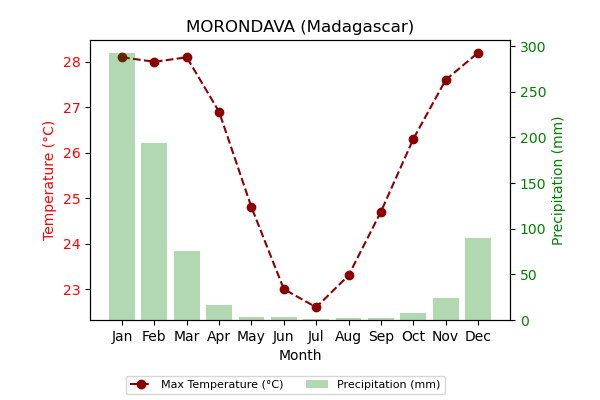 MORONDAVA (Madagascar)
28
27
26
25
24
23
Temperature (°C)
300
250
200
150
100
50
0
Precipitation (mm)
Jan Feb Mar Apr May Jun Jul Aug Sep Oct Nov Dec
Month
Max Temperature (°C) Precipitation (mm)